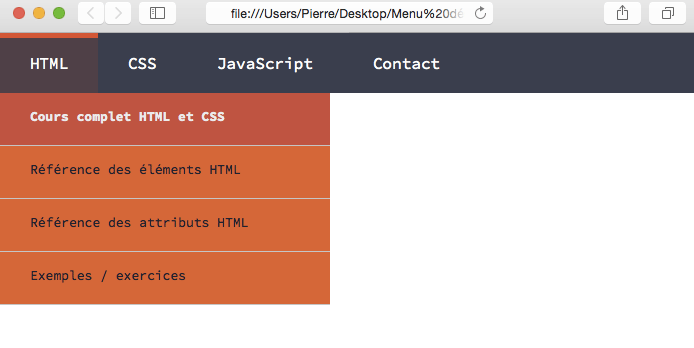 file:///Users/Pierre/Desktop/Menu%20dé
HTML CSS JavaScript Contact
Cours complet HTML et CSS
Référence des éléments HTML
Référence des attributs HTML
Exemples / exercices